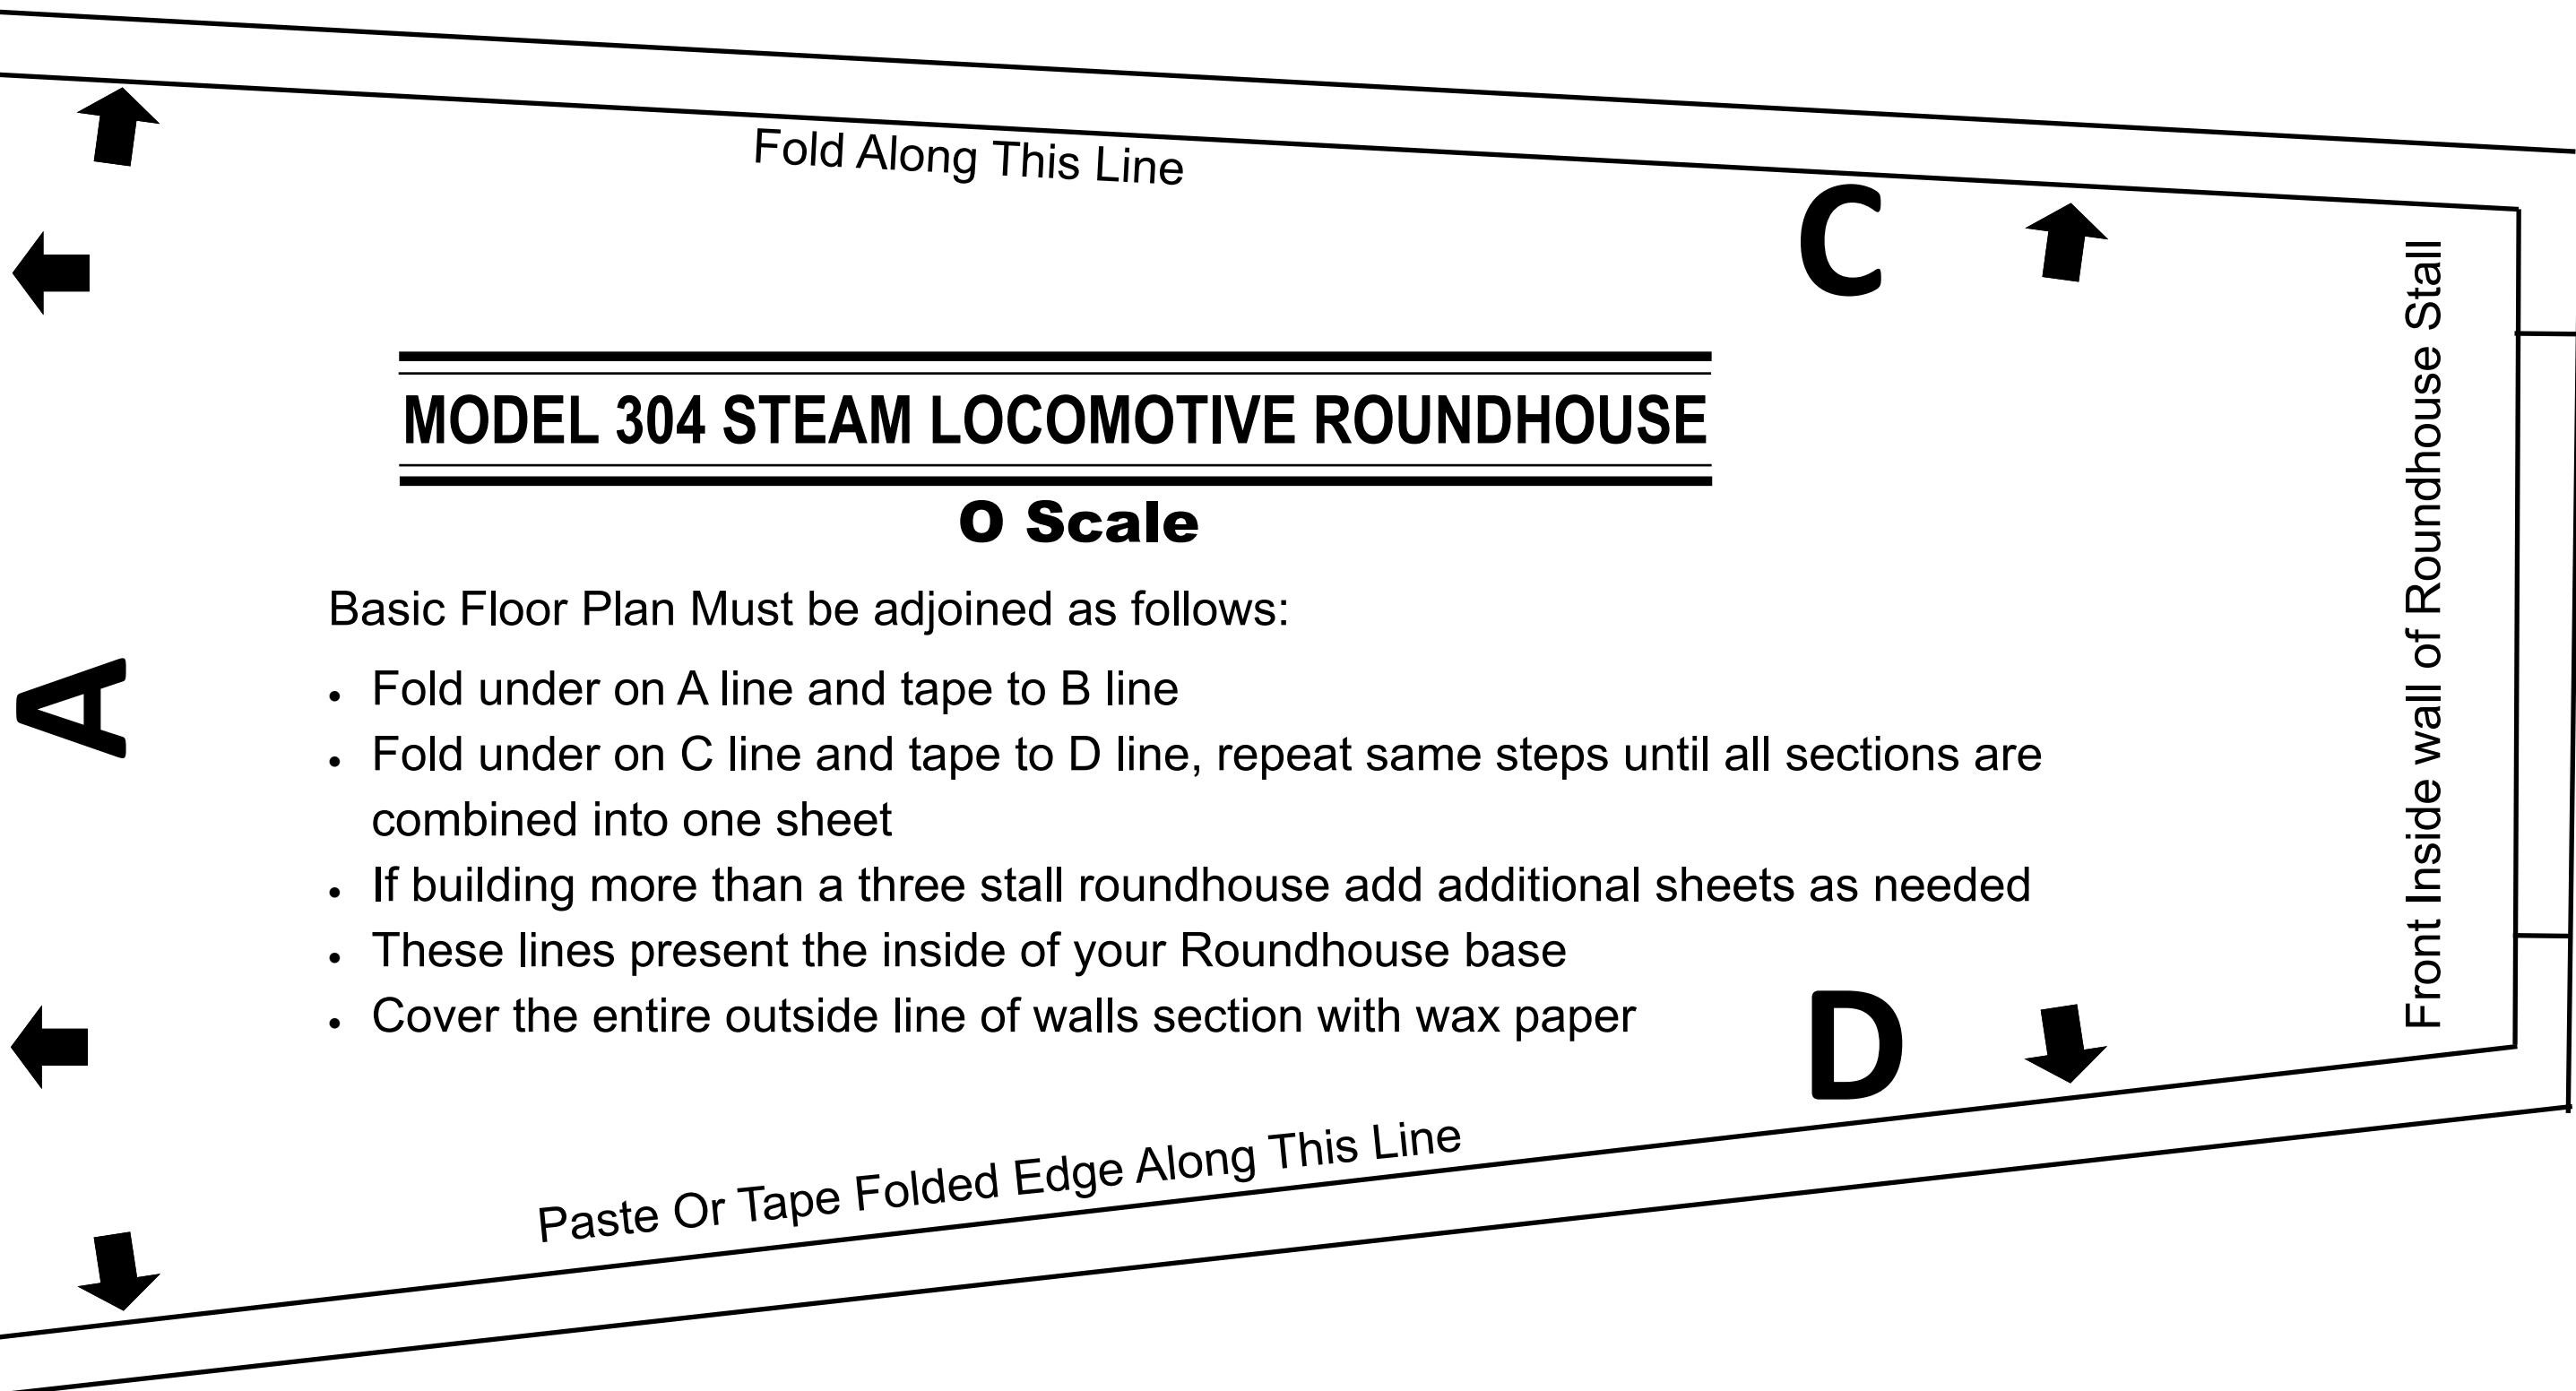 Fold Along This Line
C
Front Inside wall of Roundhouse Stall
MODEL 304 STEAM LOCOMOTIVE ROUNDHOUSE
O Scale
Basic Floor Plan Must be adjoined as follows:
A
• Fold under on A line and tape to B line
• Fold under on C line and tape to D line, repeat same steps until all sections are
combined into one sheet
• If building more than a three stall roundhouse add additional sheets as needed
• These lines present the inside of your Roundhouse base
• Cover the entire outside line of walls section with wax paper
D
Paste Or Tape Folded Edge Along This Line